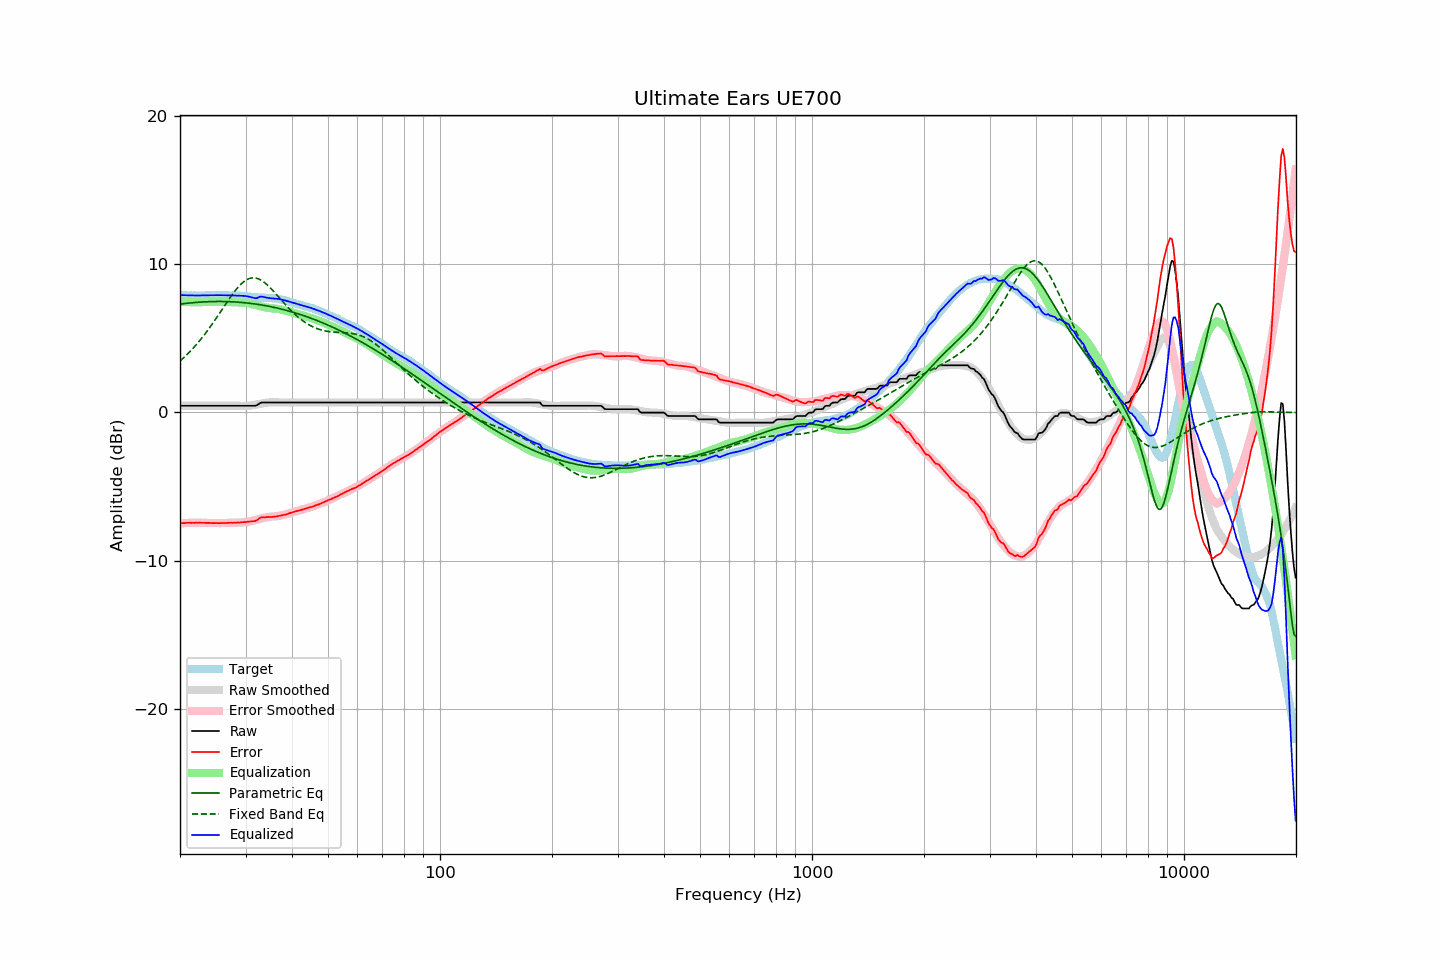 Ultimate Ears UE700
20
10
0
−10
−20
Amplitude (dBr)
100
1000
10000
Frequency (Hz)
Target
Raw Smoothed
Error Smoothed
Raw
Error
Equalization
Parametric Eq
Fixed Band Eq
Equalized